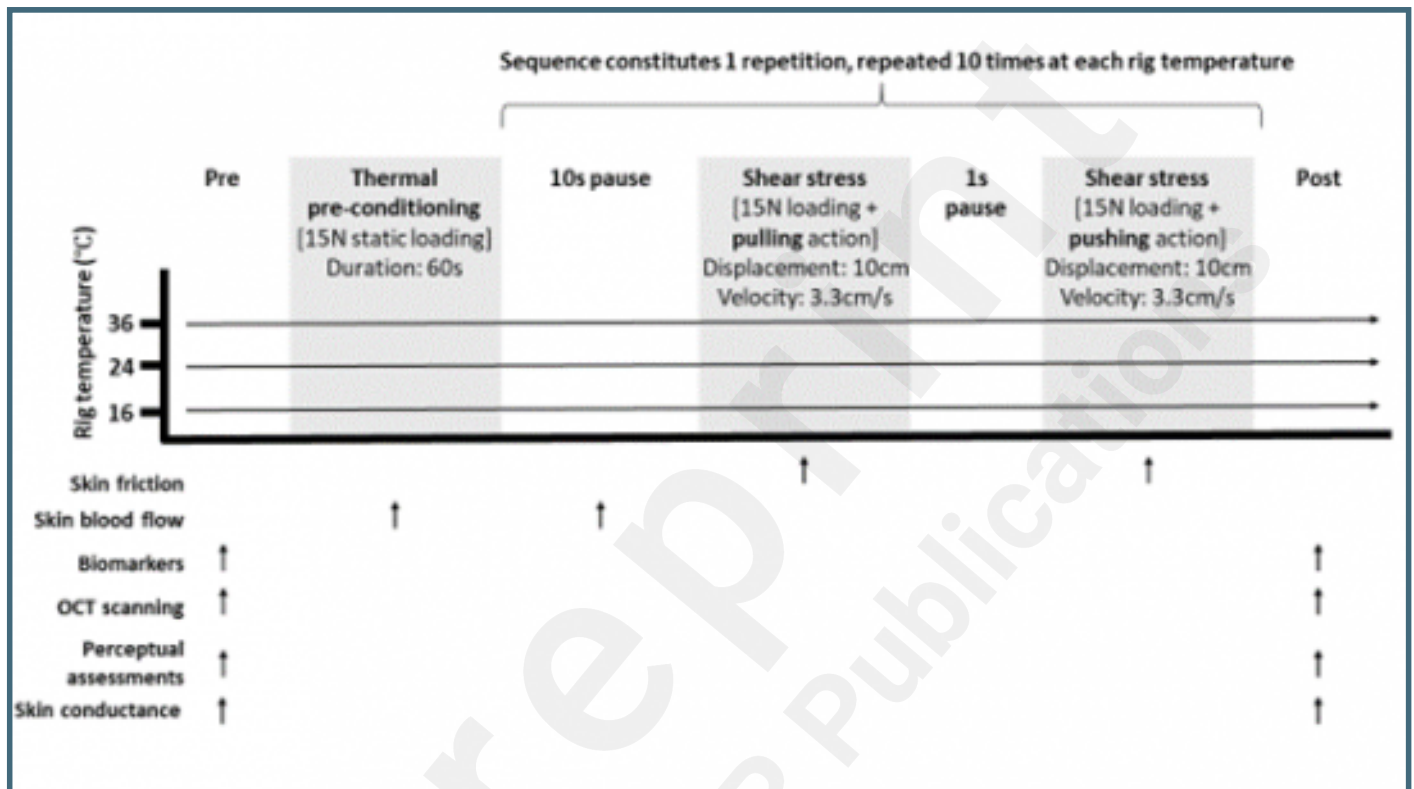 Sequence constitutes 1 repetition, repeated 10 times at each rig temperature
Pre
Thermal
pre-conditioning
[15N static loading]
Duration: 60s
10s pause
Shear stress
[15N loading +
pulling action]
Displacement: 10cm
Velocity: 3.3cm/s
1s
pause
Shear stress
[15N loading +
pushing action]
Displacement: 10cm
Velocity: 3.3cm/s
Post
Rig temperature (°C)
36
24
16
Skin friction
Skin blood flow
Biomarkers
OCT scanning
Perceptual
assessments
Skin conductance
reprint
Publications